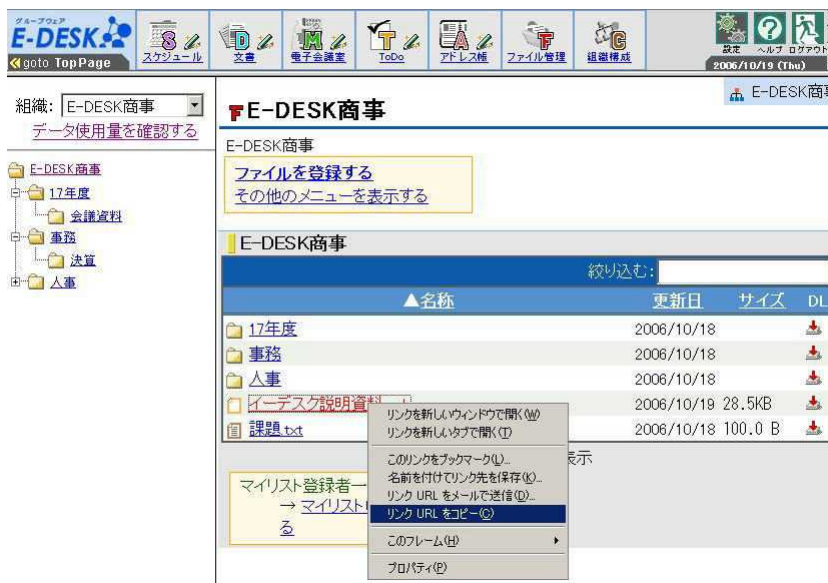 グループウェア
E-DESK
goto TopPage
スケジュール
文書
電子会議室
ToDo
アドレス帳
ファイル管理
組織構成
設定 ヘルプ ログアウト
2006/10/19 (Thu)
組織: E-DESK商事
データ使用量を確認する
E-DESK商事
17年度
会議資料
事務
決算
人事
E-DESK商
E-DESK商事
E-DESK商事
ファイルを登録する
その他のメニューを表示する
E-DESK商事
絞り込む:
▲名称 更新日 サイズ DL
17年度 2006/10/18
事務 2006/10/18
人事 2006/10/18
イーデスク説明資 2006/10/19 28.5KB
課題.txt 2006/10/18 100.0 B
表示
マイリスト登録者一
→ マイリスト
る
リンクを新しいウィンドウで開く(W)
リンクを新しいタブで開く(T)
このリンクをブックマーク(L)...
名前を付けてリンク先を保存(K)...
リンク URL をメールで送信(D)...
リンク URL をコピー(C)
このフレーム(H)
プロパティ(P)